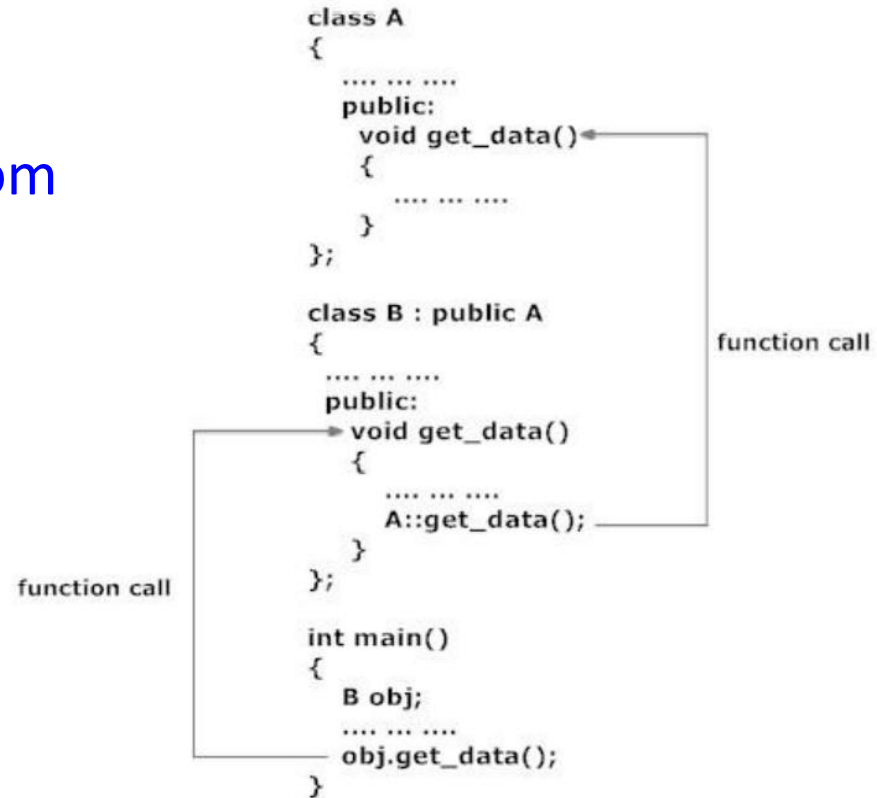 class A
{
.... ... ....
public:
void get_data()
{
.... ... ....
}
};
class B : public A
{
.... ... ....
public:
void get_data()
{
.... ... ....
A::get_data();
}
};
int main()
{
B obj;
.... ... ....
obj.get_data();
}
function call
function call